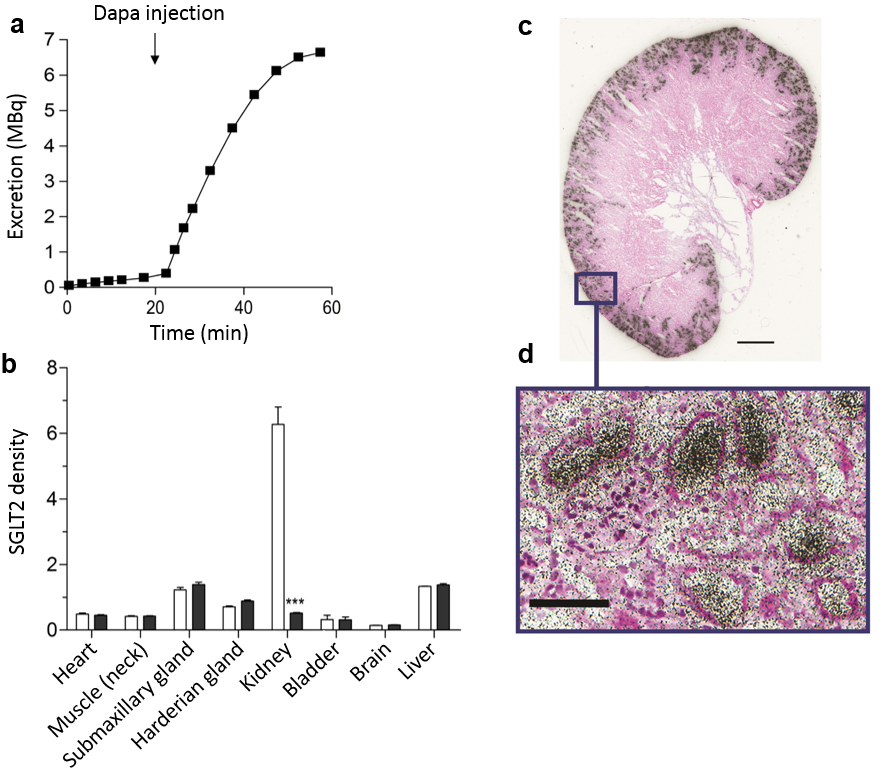 a
Dapa injection
7
6
5
4
3
2
1
0
Excretion (MBq)
0 20 40 60
Time (min)
b
8
6
4
2
0
SGLT2 density
***
Heart
Muscle (neck)
Submaxillary gland
Harderian gland
Kidney
Bladder
Brain
Liver
c
d